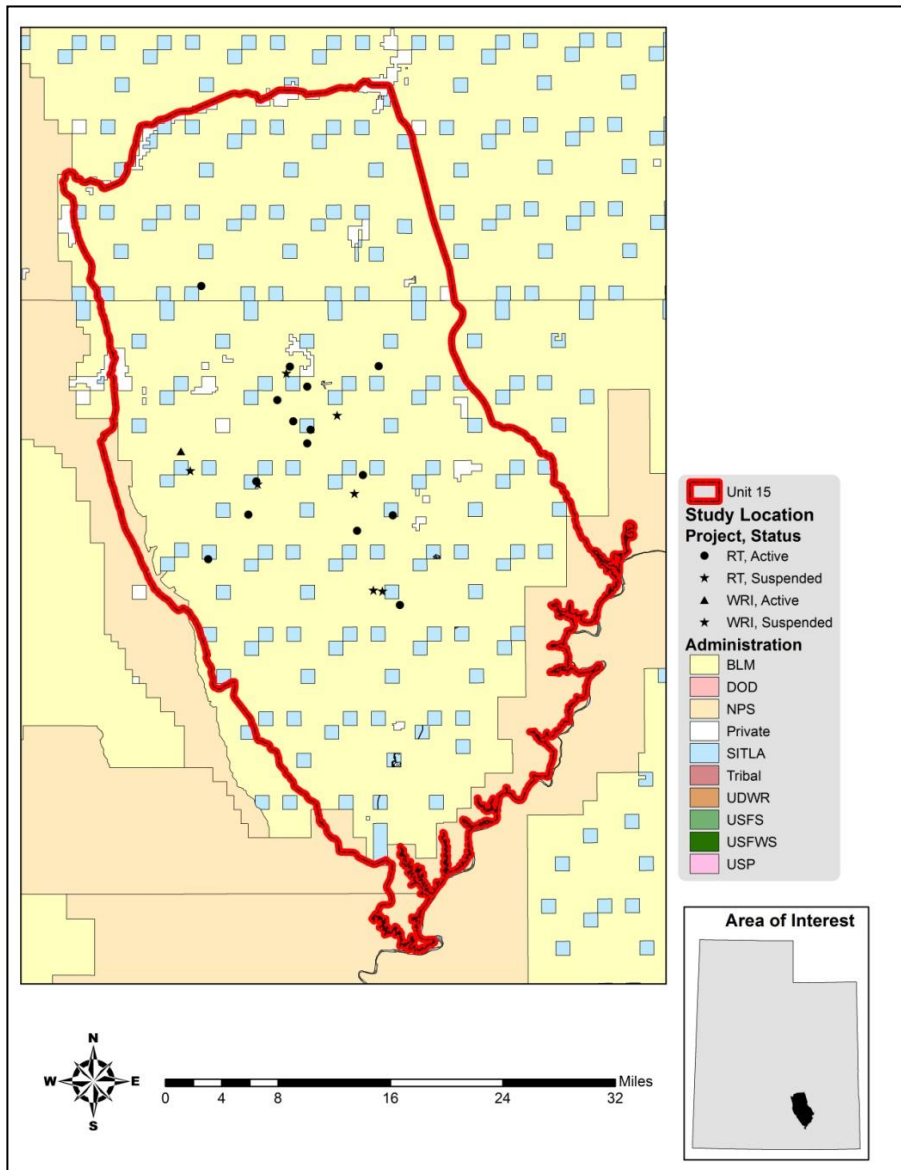 Unit 15
Study Location
Project, Status
RT, Active
RT, Suspended
WRI, Active
WRI, Suspended
Administration
BLM
DOD
NPS
Private
SITLA
Tribal
UDWR
USFS
USFWS
USP
Area of Interest
N
W E
S
Miles
0 4 8 16 24 32